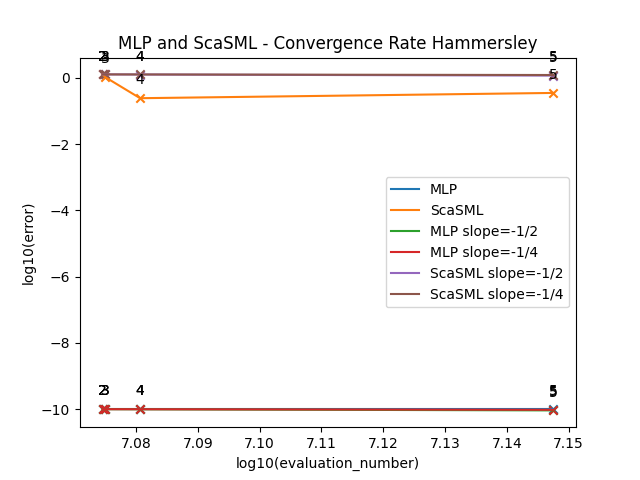 MLP and ScaSML - Convergence Rate Hammersley
2 3 4 5
3 4 5
log10(error)
0
−2
−4
−6
−8
−10
MLP
ScaSML
MLP slope=-1/2
MLP slope=-1/4
ScaSML slope=-1/2
ScaSML slope=-1/4
2 3 4 5
5
7.08 7.09 7.10 7.11 7.12 7.13 7.14 7.15
log10(evaluation_number)